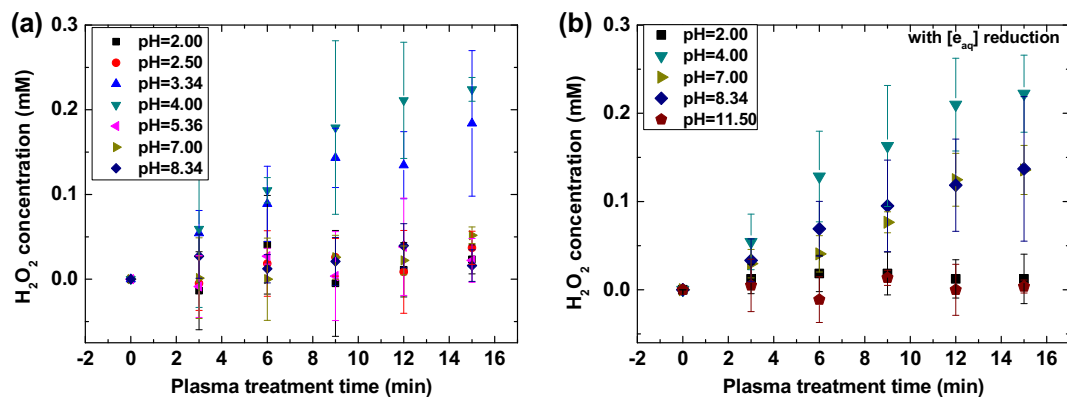 (a)
0.3
0.2
0.1
0.0
H₂O₂ concentration (mM)
pH=2.00
pH=2.50
pH=3.34
pH=4.00
pH=5.36
pH=7.00
pH=8.34
-2 0 2 4 6 8 10 12 14 16
Plasma treatment time (min)
(b)
0.3
0.2
0.1
0.0
H₂O₂ concentration (mM)
pH=2.00
pH=4.00
pH=7.00
pH=8.34
pH=11.50
with [eₐq] reduction
-2 0 2 4 6 8 10 12 14 16
Plasma treatment time (min)